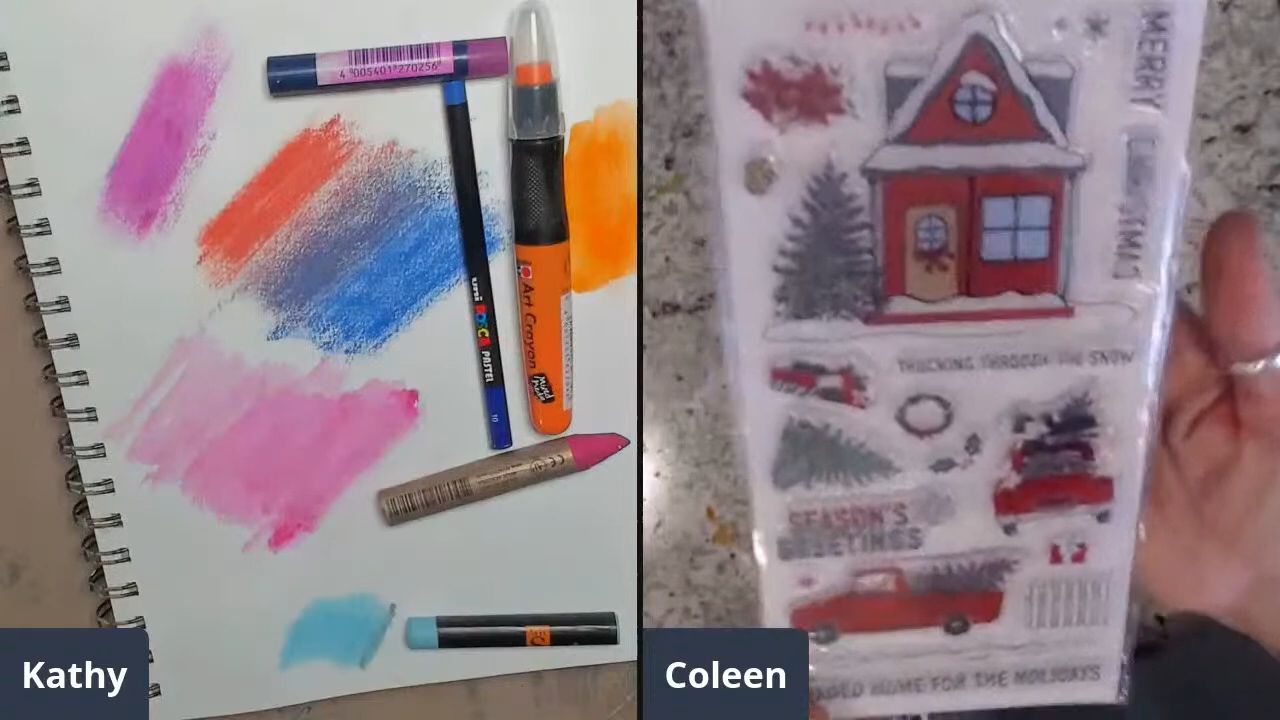 4 005401 270256
uni POSCA PASTEL
10
Art Crayon
Kathy
MERRY
TRUCKING THROUGH THE SNOW
SEASON'S
GREETINGS
HOME FOR THE HOLIDAYS
Coleen